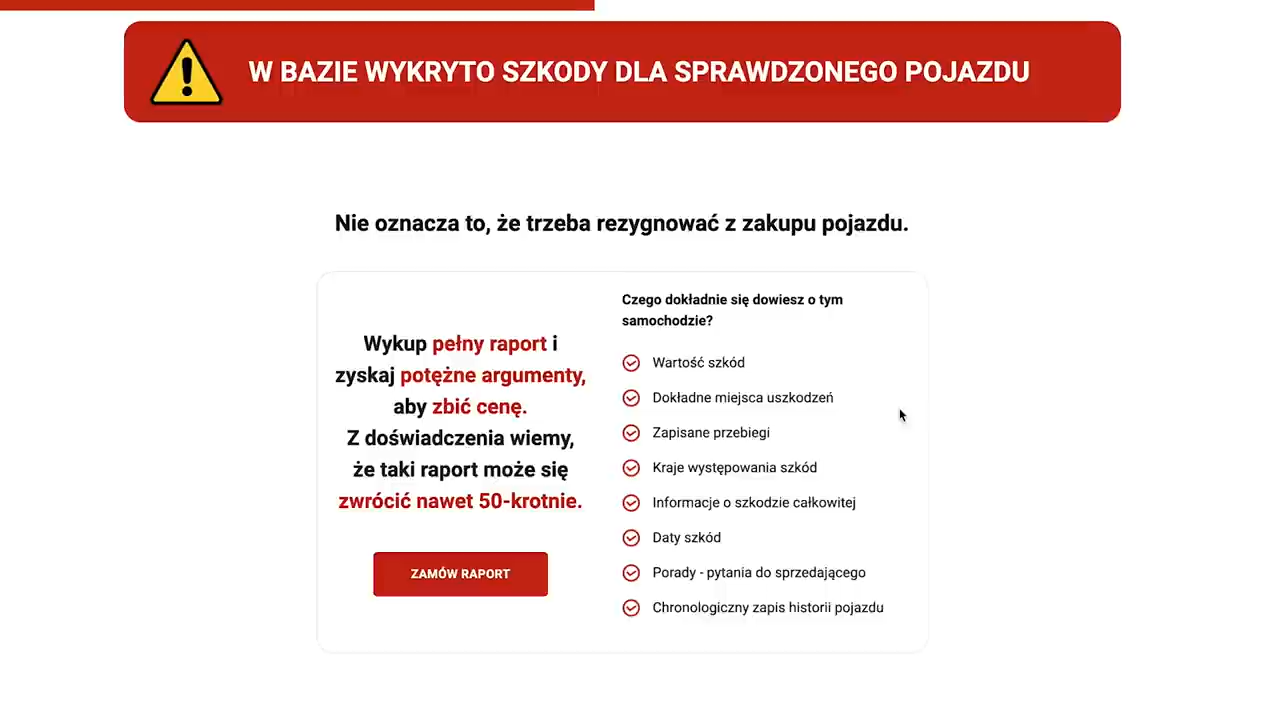 W BAZIE WYKRYTO SZKODY DLA SPRAWDZONEGO POJAZDU
Nie oznacza to, że trzeba rezygnować z zakupu pojazdu.
Wykup pełny raport i
zyskaj potężne argumenty,
aby zbić cenę.
Z doświadczenia wiemy,
że taki raport może się
zwrócić nawet 50-krotnie.
ZAMÓW RAPORT
Czego dokładnie się dowiesz o tym
samochodzie?
Wartość szkód
Dokładne miejsca uszkodzeń
Zapisane przebiegi
Kraje występowania szkód
Informacje o szkodzie całkowitej
Daty szkód
Porady - pytania do sprzedającego
Chronologiczny zapis historii pojazdu